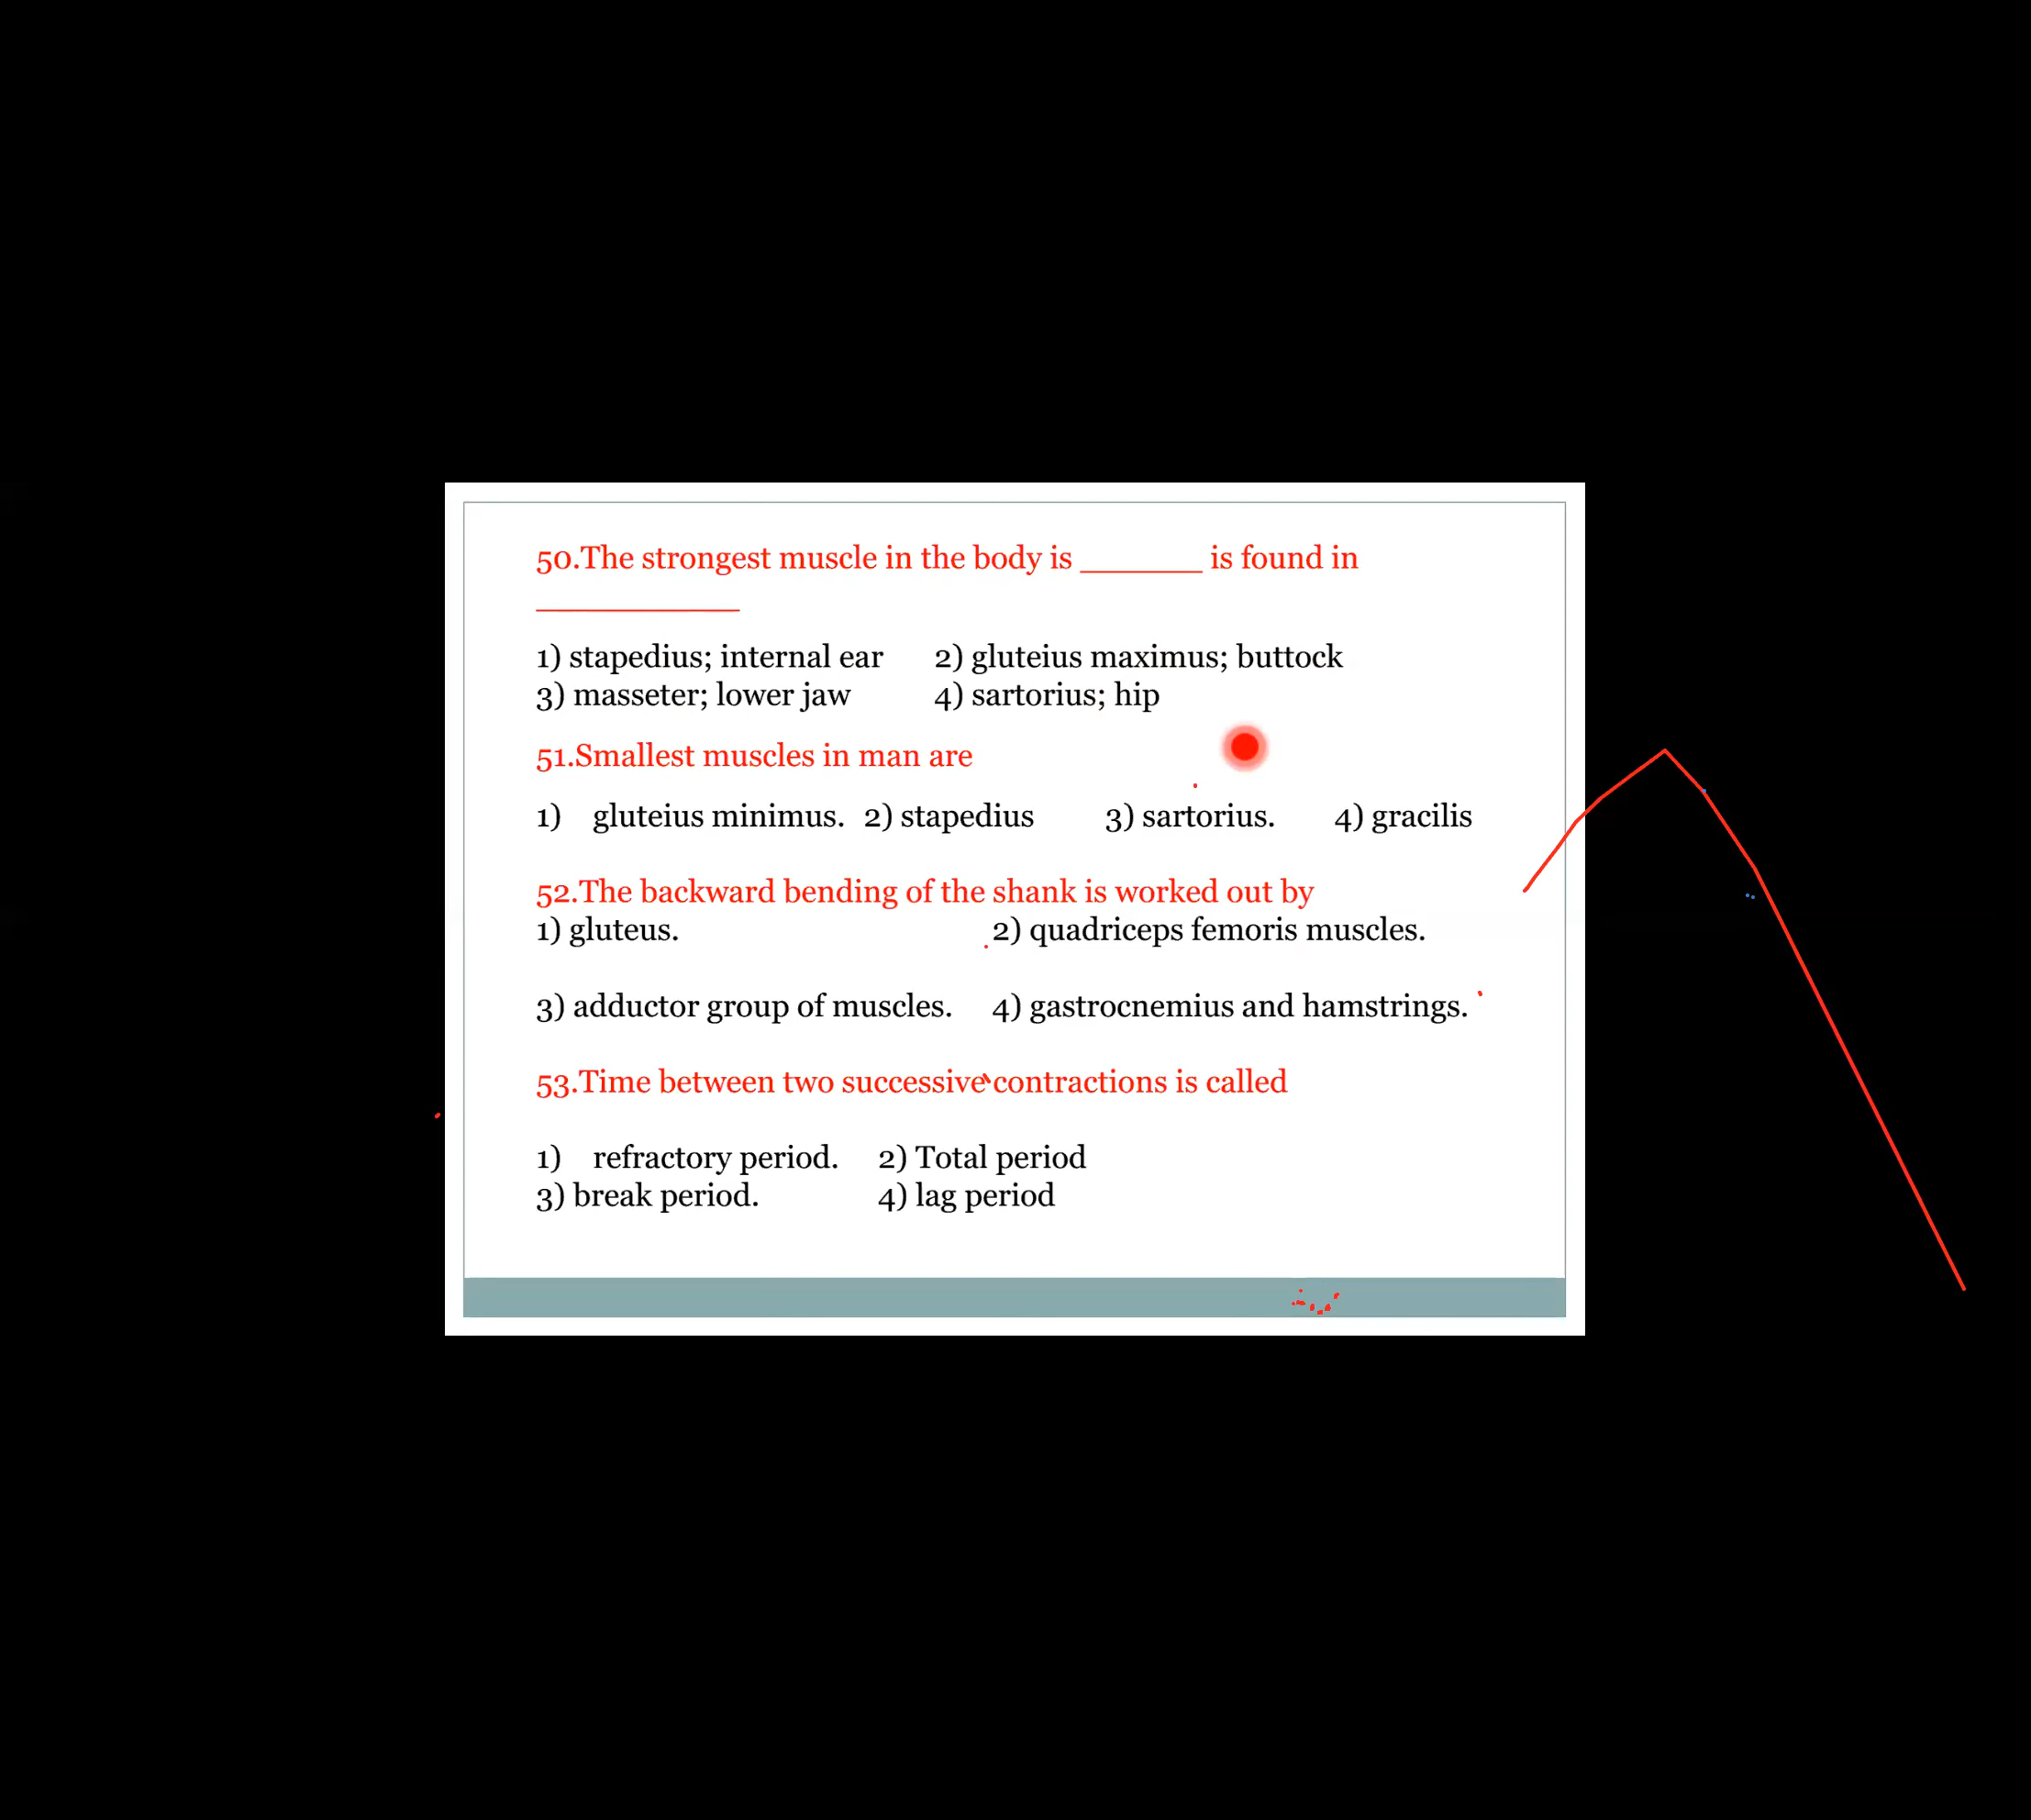 50.The strongest muscle in the body is _______ is found in
____________
1) stapedius; internal ear 2) gluteius maximus; buttock
3) masseter; lower jaw 4) sartorius; hip
51.Smallest muscles in man are
1) gluteius minimus. 2) stapedius 3) sartorius. 4) gracilis
52.The backward bending of the shank is worked out by
1) gluteus. 2) quadriceps femoris muscles.
3) adductor group of muscles. 4) gastrocnemius and hamstrings.
53.Time between two successive contractions is called
1) refractory period. 2) Total period
3) break period. 4) lag period